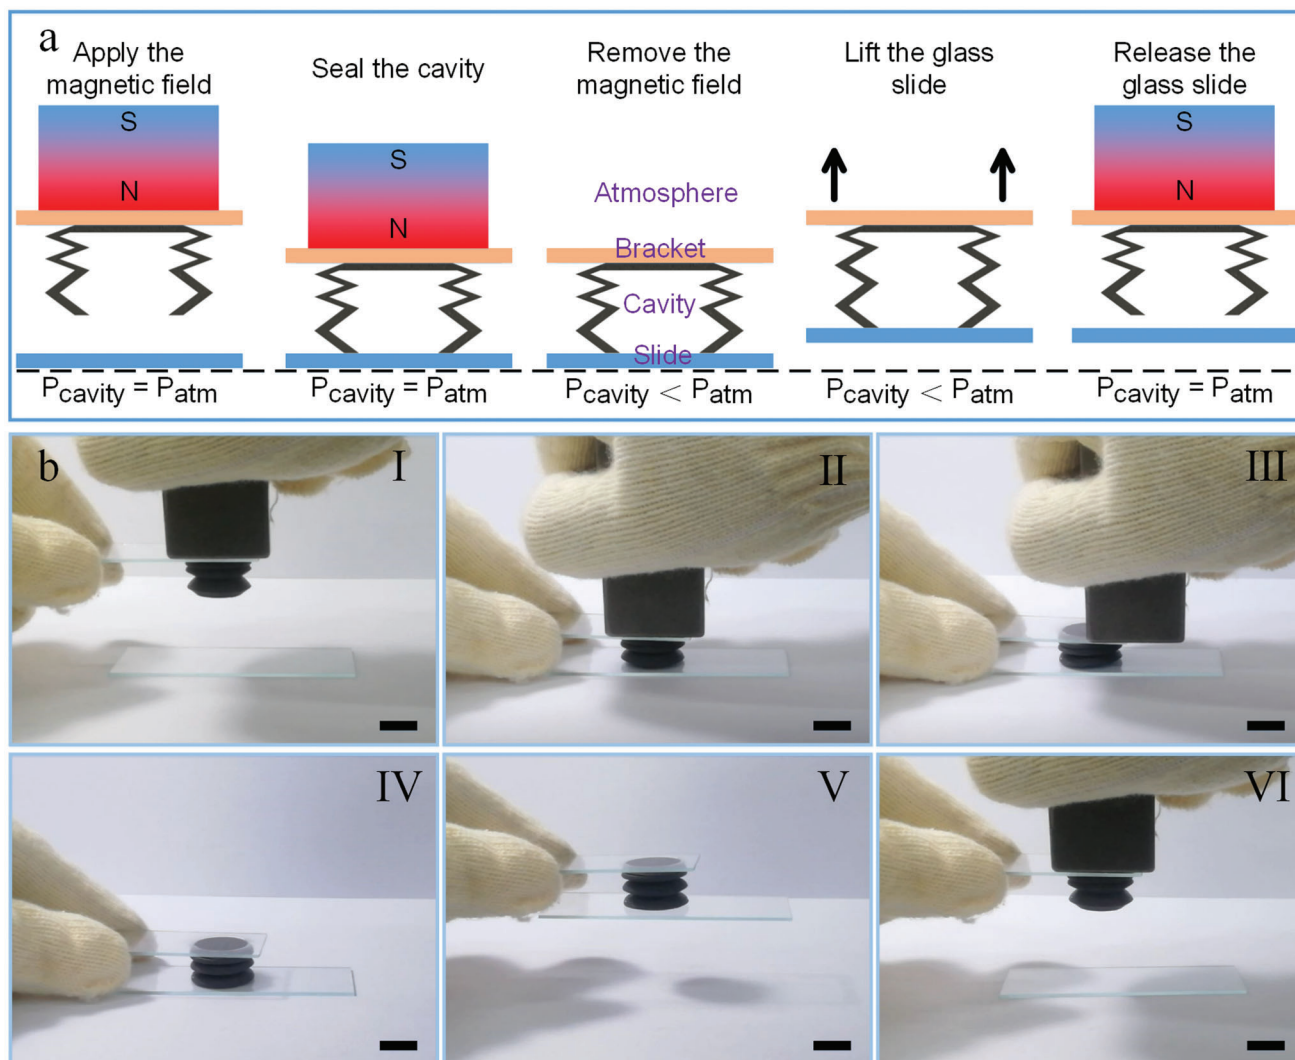 a
Apply the
magnetic field
Seal the cavity
Remove the
magnetic field
Lift the glass
slide
Release the
glass slide
S
N
S
N
Atmosphere
Bracket
Cavity
Slide
S
N
Pcavity = Patm
Pcavity = Patm
Pcavity < Patm
Pcavity < Patm
Pcavity = Patm
b
I
II
III
IV
V
VI